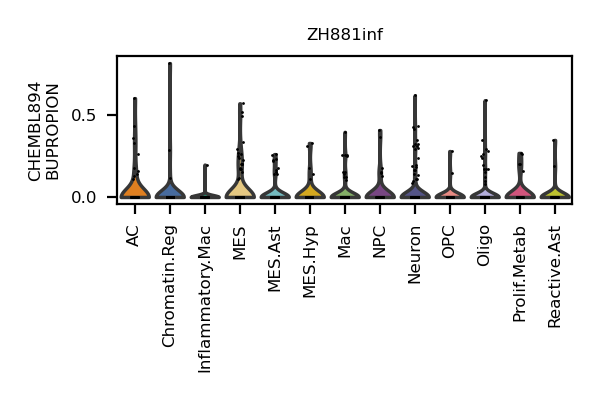 ZH881inf
CHEMBL894
BUPROPION
0.5
0.0
AC
Chromatin.Reg
Inflammatory.Mac
MES
MES.Ast
MES.Hyp
Mac
NPC
Neuron
OPC
Oligo
Prolif.Metab
Reactive.Ast